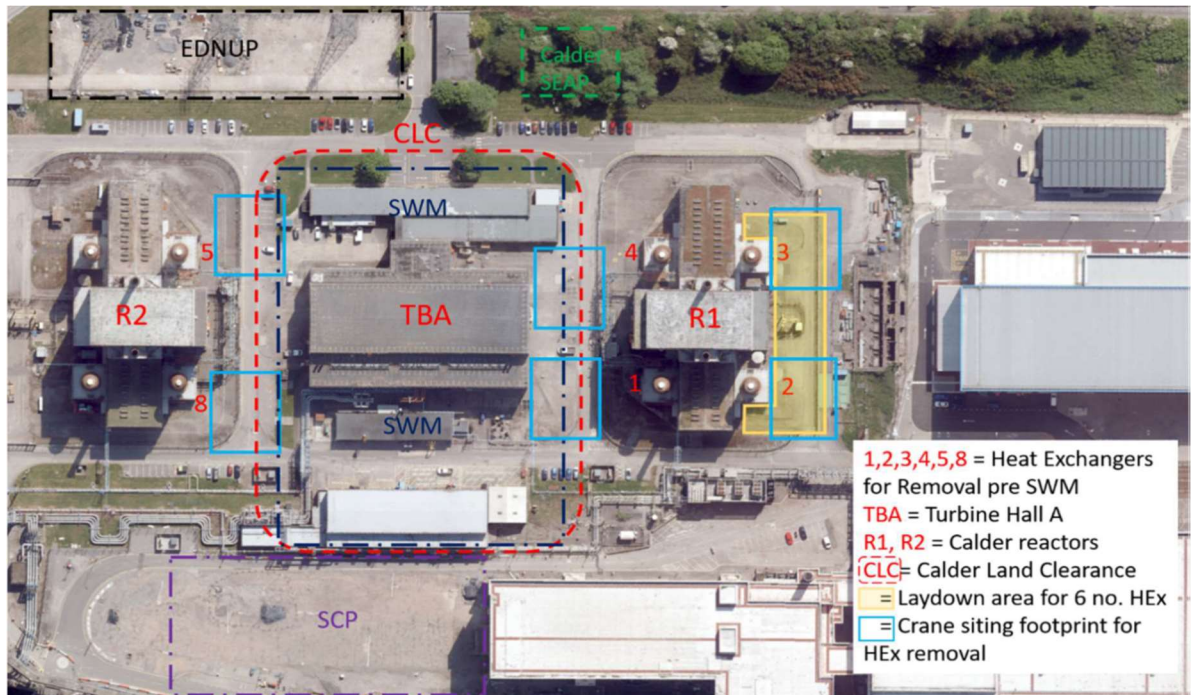 EDNUP
Calder
SEAP
CLC
SWM
5
4
3
R2
TBA
R1
8
1
2
SWM
SCP
1,2,3,4,5,8 = Heat Exchangers
for Removal pre SWM
TBA = Turbine Hall A
R1, R2 = Calder reactors
CLC = Calder Land Clearance
= Laydown area for 6 no. HEx
= Crane siting footprint for
HEx removal